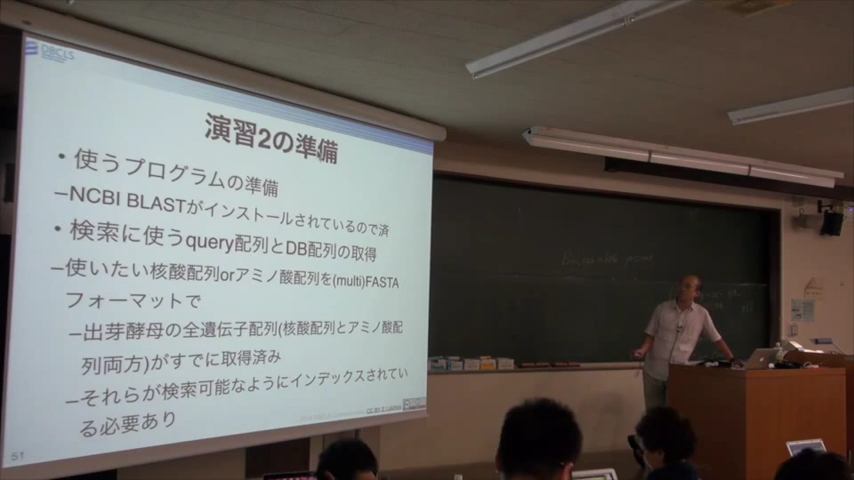 DBCLS
演習2の準備
・使うプログラムの準備
–NCBI BLASTがインストールされているので済
・検索に使うquery配列とDB配列の取得
–使いたい核酸配列orアミノ酸配列を(multi)FASTA
フォーマットで
–出芽酵母の全遺伝子配列(核酸配列とアミノ酸配
列両方)がすでに取得済み
–それらが検索可能なようにインデックスされてい
る必要あり
51